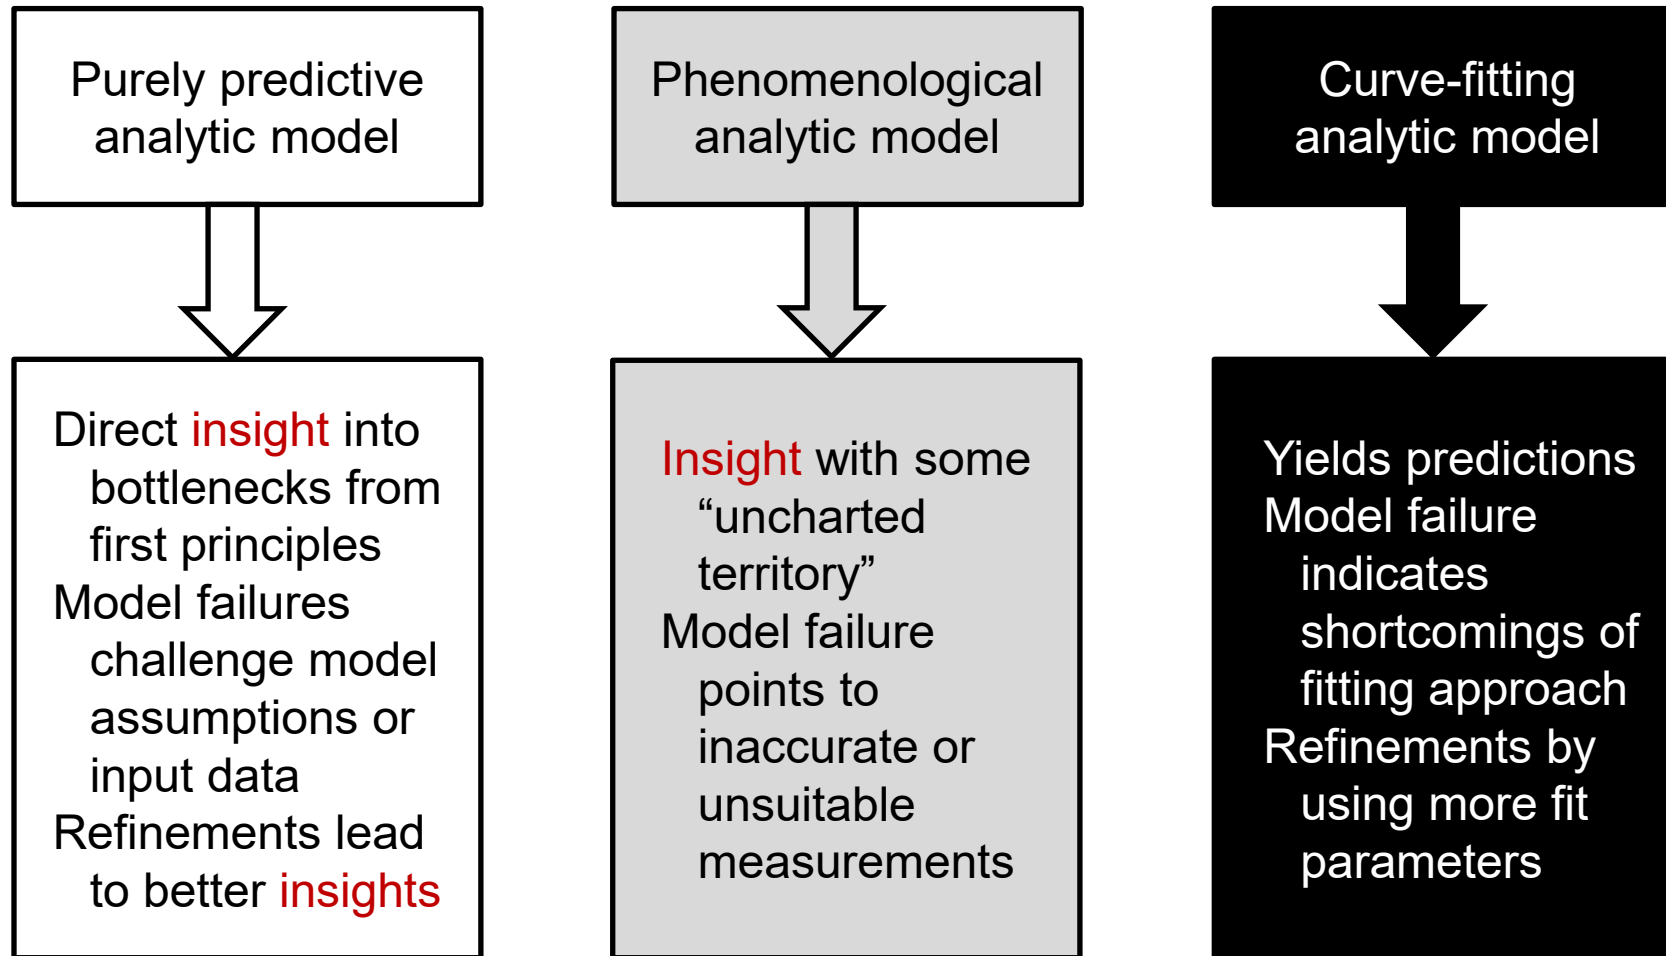 Purely predictive
analytic model
Direct insight into
bottlenecks from
first principles
Model failures
challenge model
assumptions or
input data
Refinements lead
to better insights
Phenomenological
analytic model
Insight with some
“uncharted
territory”
Model failure
points to
inaccurate or
unsuitable
measurements
Curve-fitting
analytic model
Yields predictions
Model failure
indicates
shortcomings of
fitting approach
Refinements by
using more fit
parameters